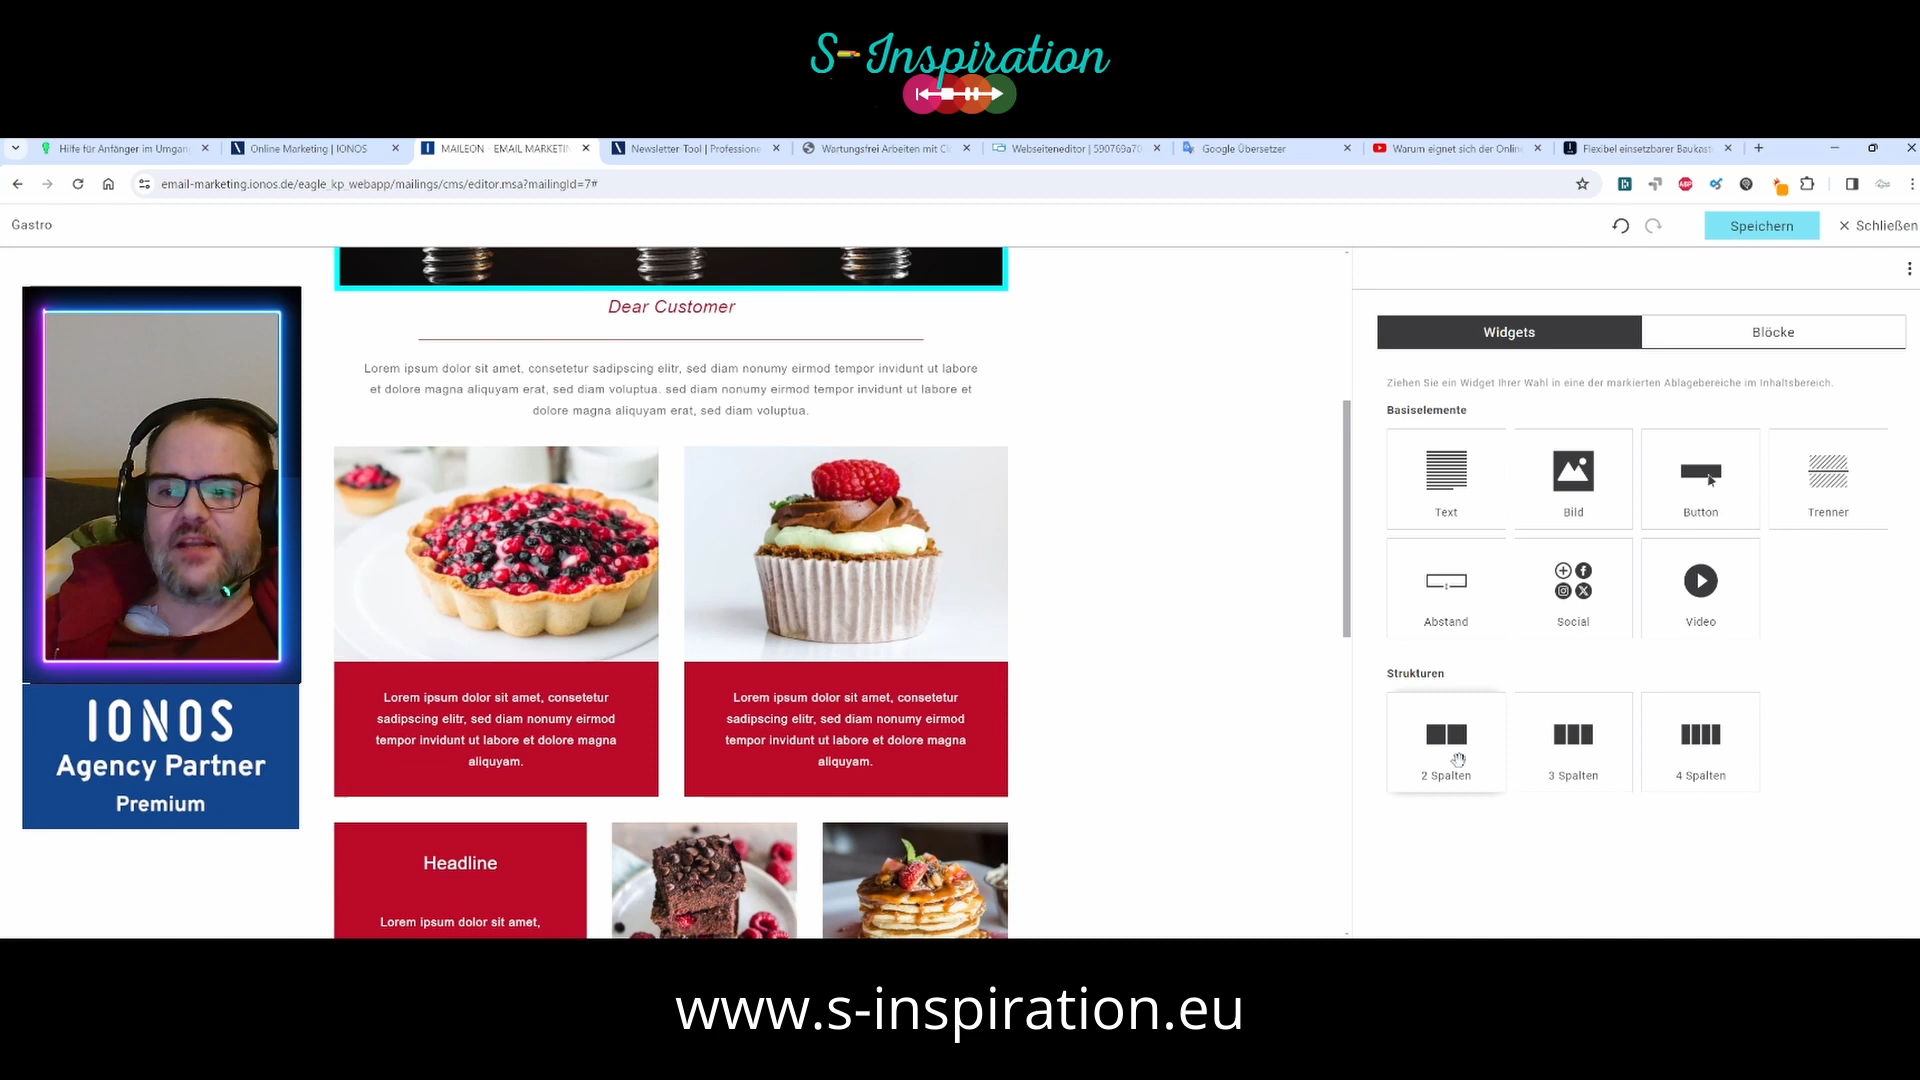 S-Inspiration
Hilfe für Anfänger im Umgan
Online Marketing | IONOS
MAILEON - EMAIL MARKETIN
Newsletter-Tool | Professione
Wartungsfrei Arbeiten mit C
Webseiteneditor | 590769a70
Google Übersetzer
Warum eignet sich der Onlin
Flexibel einsetzbarer Baukast
email-marketing.ionos.de/eagle_kp_webapp/mailings/cms/editor.msa?mailingId=7#
ABP
Gastro
Speichern
Schließen
Dear Customer
Lorem ipsum dolor sit amet, consetetur sadipscing elitr, sed diam nonumy eirmod tempor invidunt ut labore
et dolore magna aliquyam erat, sed diam voluptua. sed diam nonumy eirmod tempor invidunt ut labore et
dolore magna aliquyam erat, sed diam voluptua.
Lorem ipsum dolor sit amet, consetetur
sadipscing elitr, sed diam nonumy eirmod
tempor invidunt ut labore et dolore magna
aliquyam.
Lorem ipsum dolor sit amet, consetetur
sadipscing elitr, sed diam nonumy eirmod
tempor invidunt ut labore et dolore magna
aliquyam.
Headline
Lorem ipsum dolor sit amet,
IONOS
Agency Partner
Premium
Widgets
Blöcke
Ziehen Sie ein Widget Ihrer Wahl in eine der markierten Ablagebereiche im Inhaltsbereich.
Basiselemente
Text
Bild
Button
Trenner
Abstand
Social
Video
Strukturen
2 Spalten
3 Spalten
4 Spalten
www.s-inspiration.eu